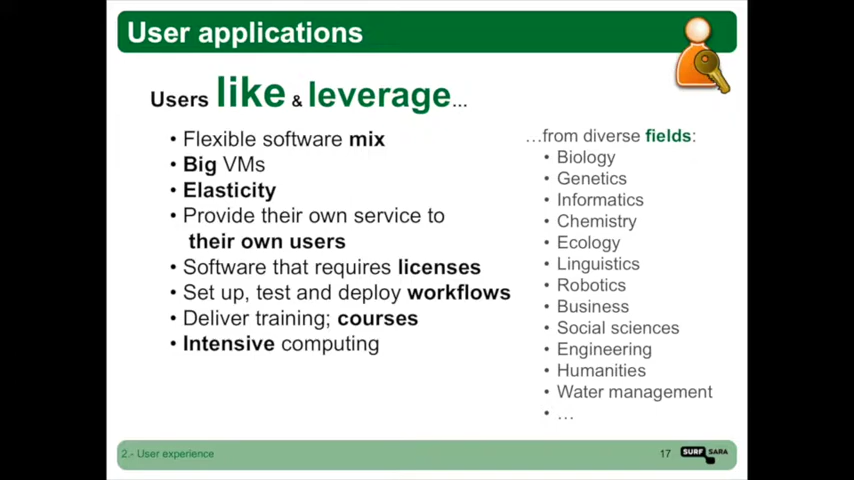 User applications
Users like & leverage...
• Flexible software mix
• Big VMs
• Elasticity
• Provide their own service to
their own users
• Software that requires licenses
• Set up, test and deploy workflows
• Deliver training; courses
• Intensive computing
…from diverse fields:
• Biology
• Genetics
• Informatics
• Chemistry
• Ecology
• Linguistics
• Robotics
• Business
• Social sciences
• Engineering
• Humanities
• Water management
• …
2.- User experience
17
SURF SARA